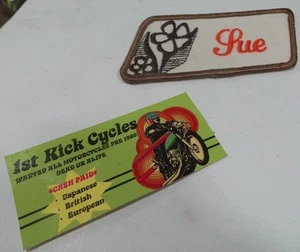 Sue
1st Kick Cycles
WANTED ALL MOTORCYCLES PRE 1980
DEAD OR ALIVE
•CASH PAID•
• Japanese
• British
• European